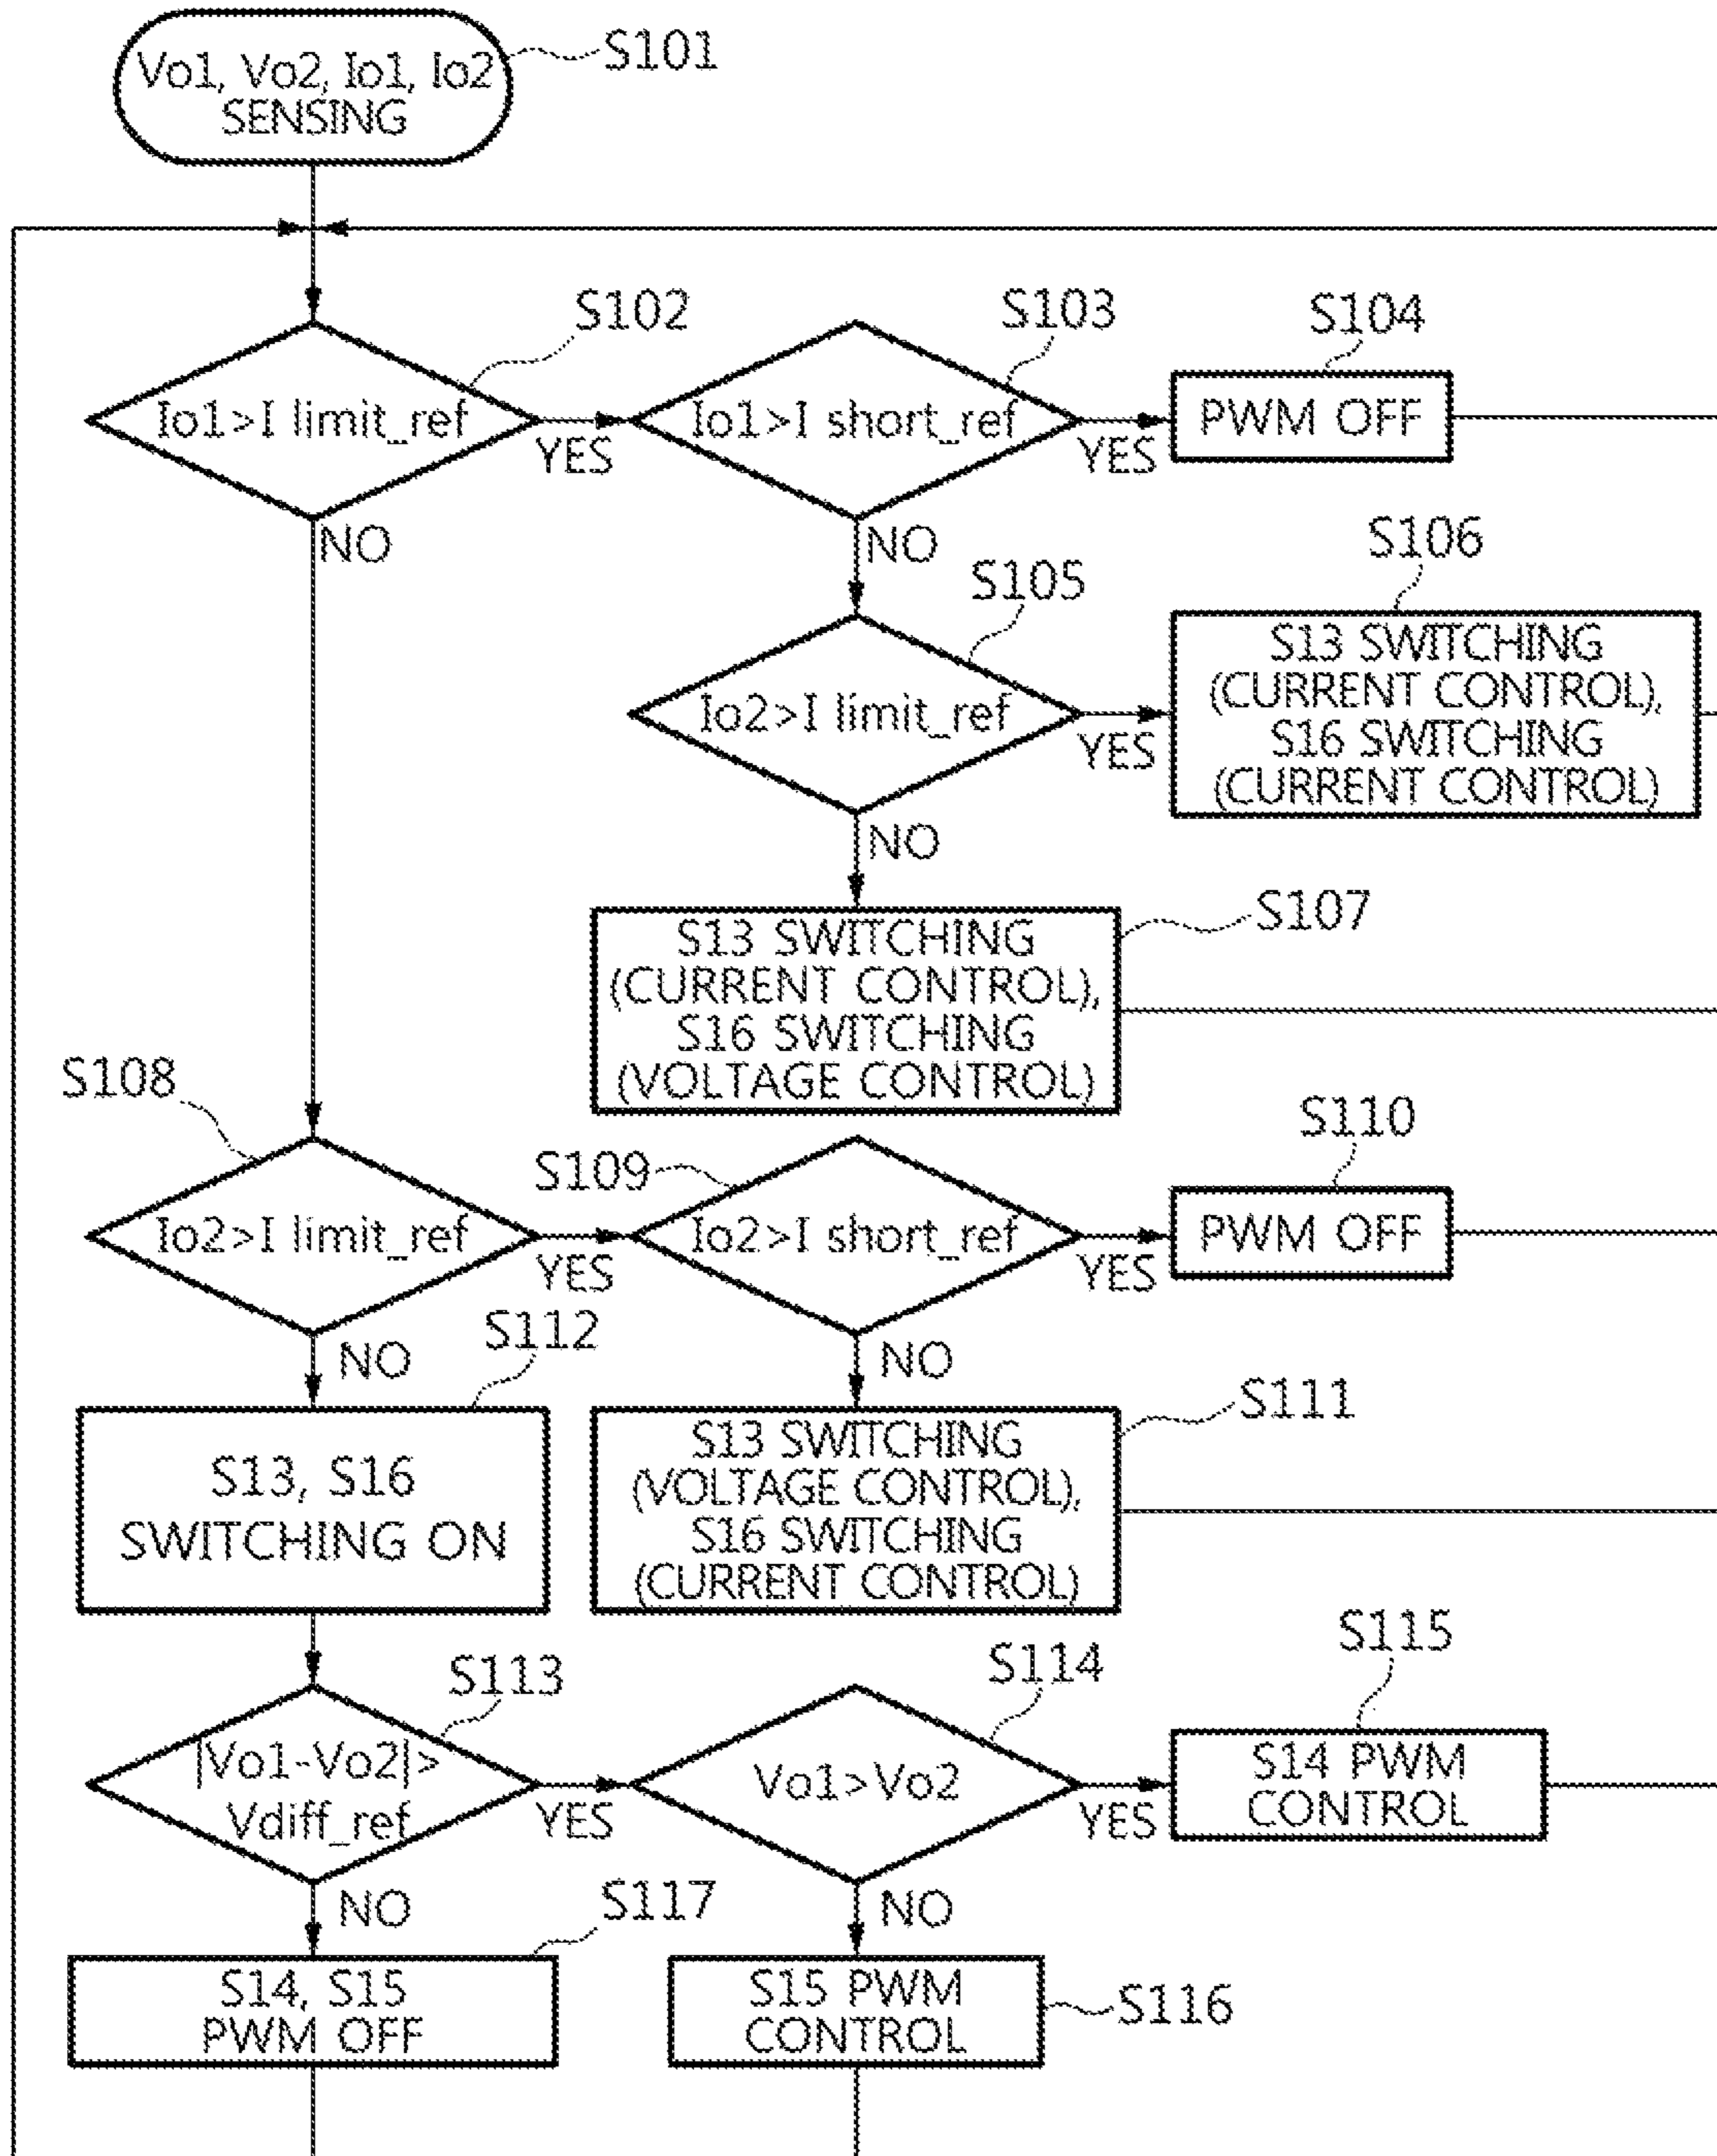 S101
Vo1, Vo2, Io1, Io2
SENSING
S102
Io1>I limit_ref
YES
NO
S103
Io1>I short_ref
YES
NO
S104
PWM OFF
S105
Io2>I limit_ref
YES
NO
S106
S13 SWITCHING
(CURRENT CONTROL),
S16 SWITCHING
(CURRENT CONTROL)
S107
S13 SWITCHING
(CURRENT CONTROL),
S16 SWITCHING
(VOLTAGE CONTROL)
S108
Io2>I limit_ref
YES
NO
S109
Io2>I short_ref
YES
NO
S110
PWM OFF
S111
S13 SWITCHING
(VOLTAGE CONTROL),
S16 SWITCHING
(CURRENT CONTROL)
S112
S13, S16
SWITCHING ON
S113
|Vo1-Vo2|>
Vdiff_ref
YES
NO
S114
Vo1>Vo2
YES
NO
S115
S14 PWM
CONTROL
S117
S14, S15
PWM OFF
S116
S15 PWM
CONTROL